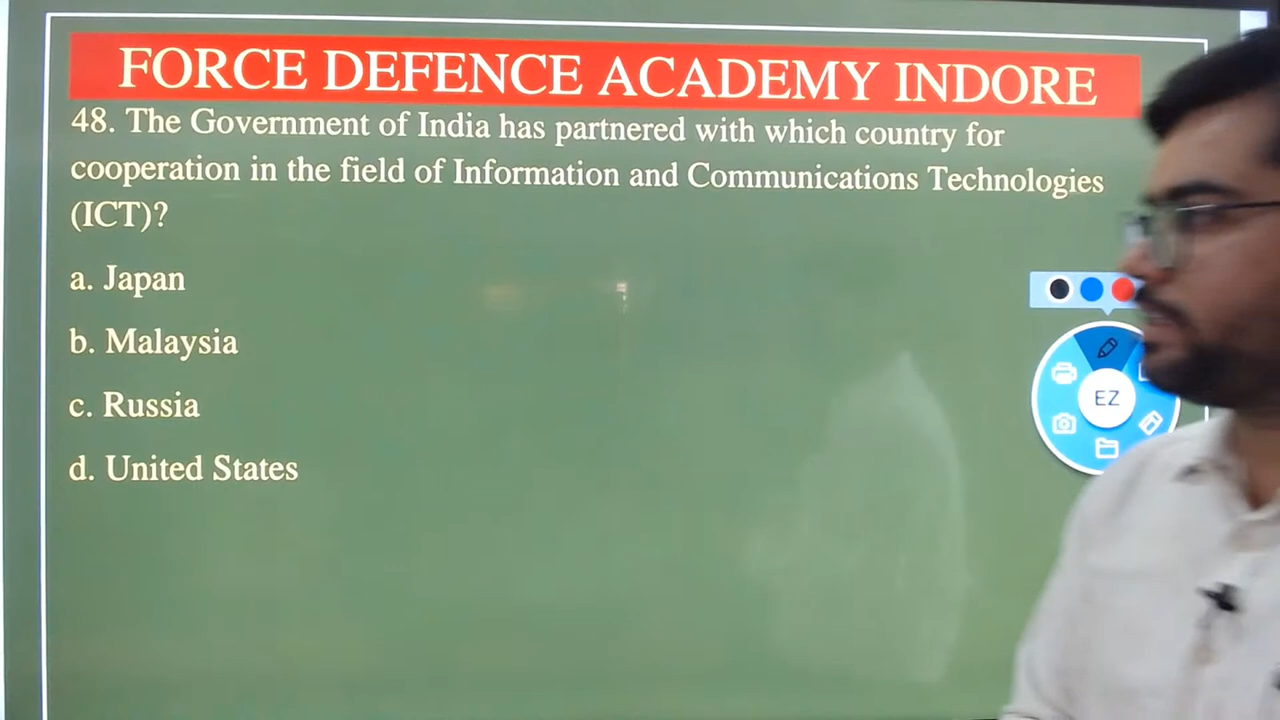 FORCE DEFENCE ACADEMY INDORE
48. The Government of India has partnered with which country for
cooperation in the field of Information and Communications Technologies
(ICT)?
a. Japan
b. Malaysia
c. Russia
d. United States
EZ